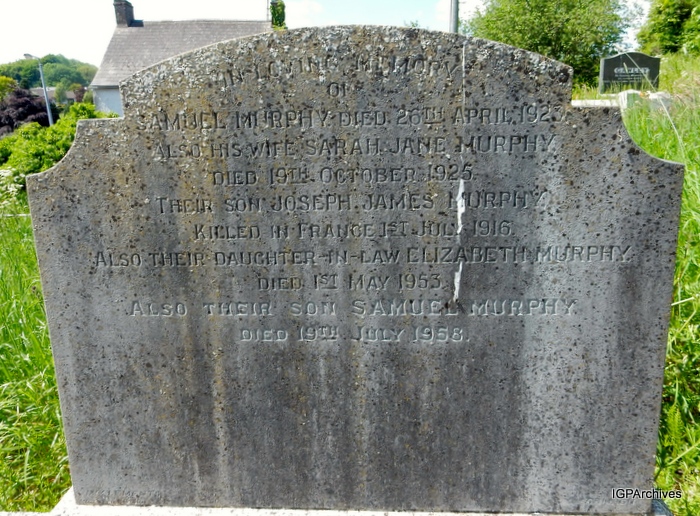 IN LOVING MEMORY
OF
SAMUEL MURPHY DIED 26TH APRIL
ALSO HIS WIFE SARAH JANE MURPHY
DIED 19TH OCTOBER 1925.
THEIR SON JOSEPH JAMES MURPHY
KILLED IN FRANCE 1ST JULY 1916.
ALSO THEIR DAUGHTER-IN-LAW ELIZABETH MURPHY
DIED 1ST MAY 1953.
ALSO THEIR SON SAMUEL MURPHY
DIED 19TH JULY 1958.
IGPArchives